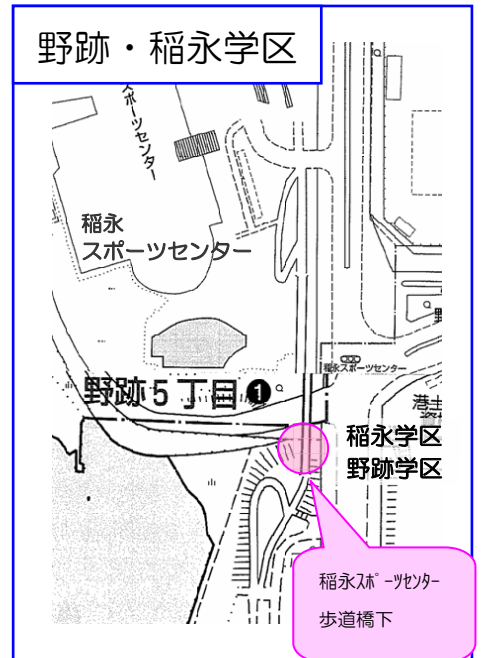 野跡・稲永学区
スポーツセンター
稲永
スポーツセンター
稲永スポーツセンター
野跡5丁目❶
港土
稲永学区
野跡学区
稲永ｽﾎﾟｰﾂｾﾝﾀｰ
歩道橋下